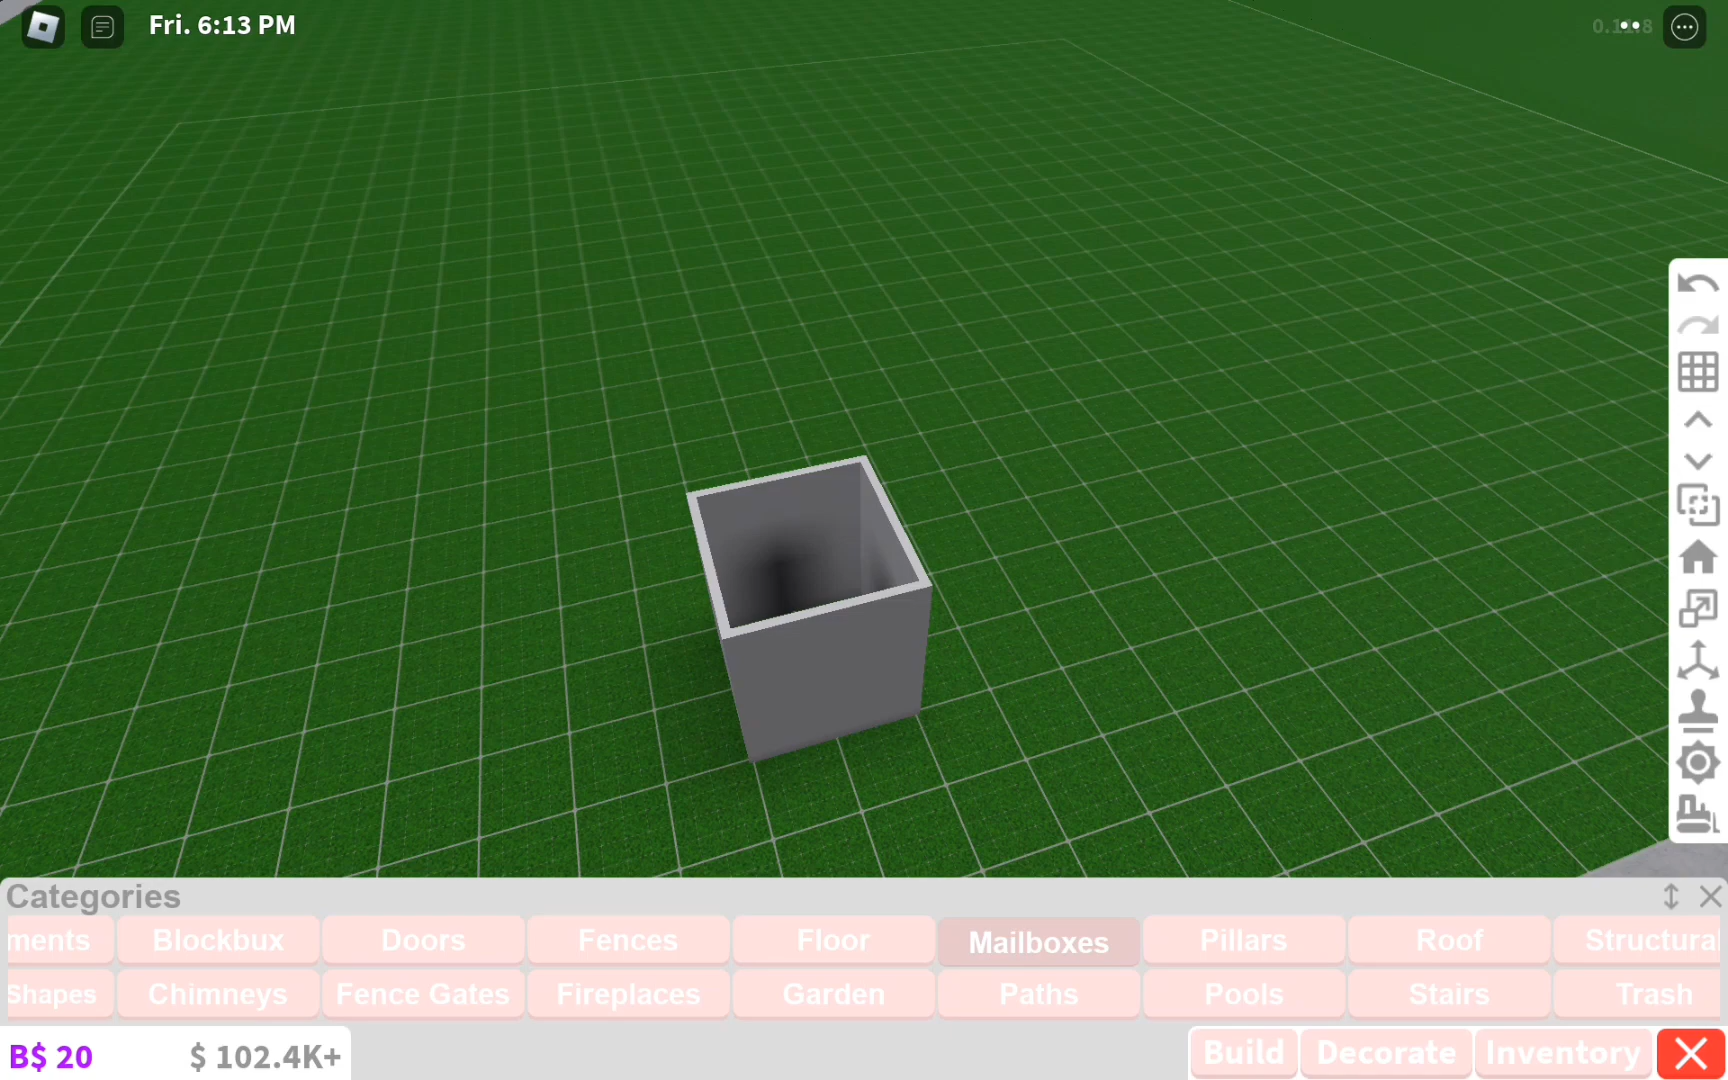 Fri. 6:13 PM
Categories
ments Blockbux Doors Fences Floor Mailboxes Pillars Roof Structural
Shapes Chimneys Fence Gates Fireplaces Garden Paths Pools Stairs Trash
B$ 20 $ 102.4K+ Build Decorate Inventory